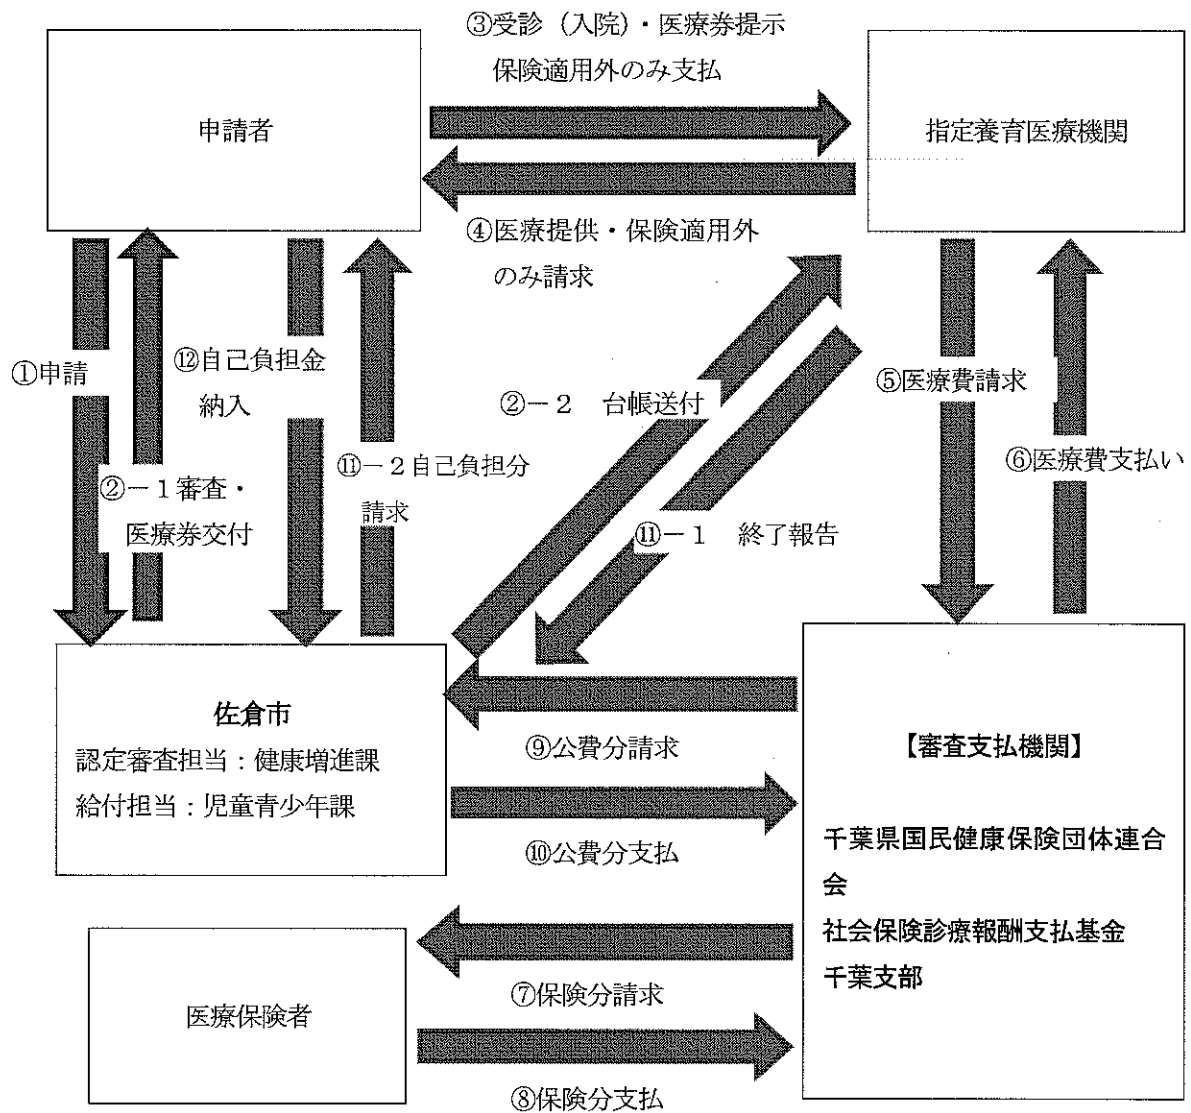 ③受診（入院）・医療券提示
保険適用外のみ支払
申請者
指定養育医療機関
④医療提供・保険適用外
のみ請求
①申請
⑫自己負担金
納入
②－２　台帳送付
⑤医療費請求
②－１審査・
医療券交付
⑪－２自己負担分
請求
⑥医療費支払い
⑪－１　終了報告
佐倉市
認定審査担当：健康増進課
給付担当：児童青少年課
⑨公費分請求
⑩公費分支払
【審査支払機関】
千葉県国民健康保険団体連合
会
社会保険診療報酬支払基金
千葉支部
医療保険者
⑦保険分請求
⑧保険分支払